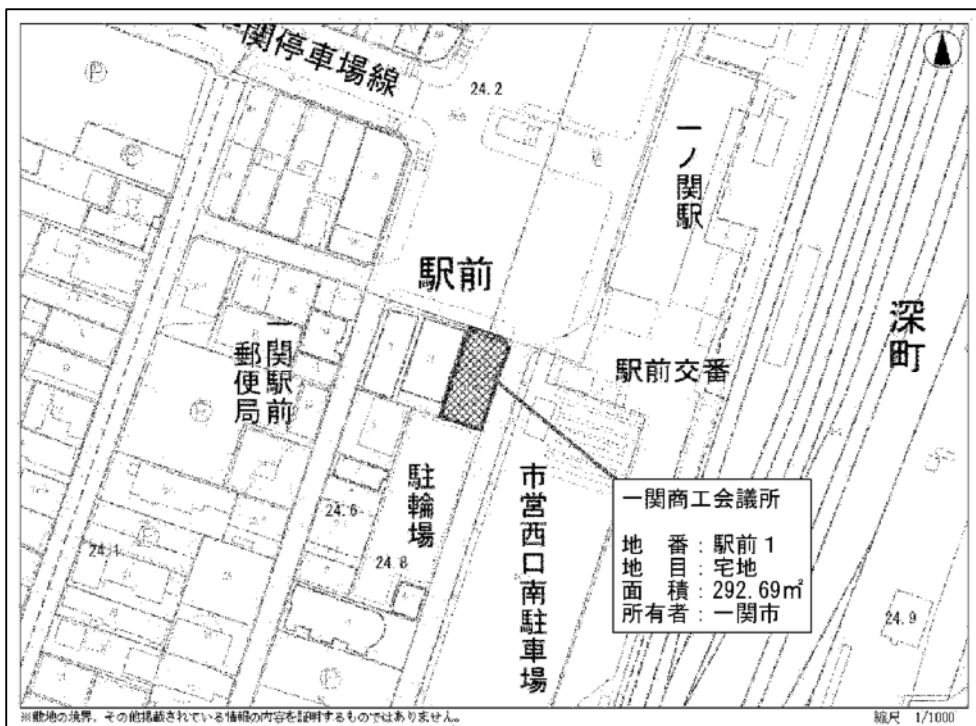 一関停車場線
24.2
一ノ関駅
駅前
深町
一関駅前
郵便局
駅前交番
駐輪場
市営西口南駐車場
24.6
24.8
24.1
24.9
一関商工会議所
地　番：駅前1
地　目：宅地
面　積：292.69㎡
所有者：一関市
※敷地の境界、その他掲載されている情報の内容を証明するものではありません。
縮尺　1/1000